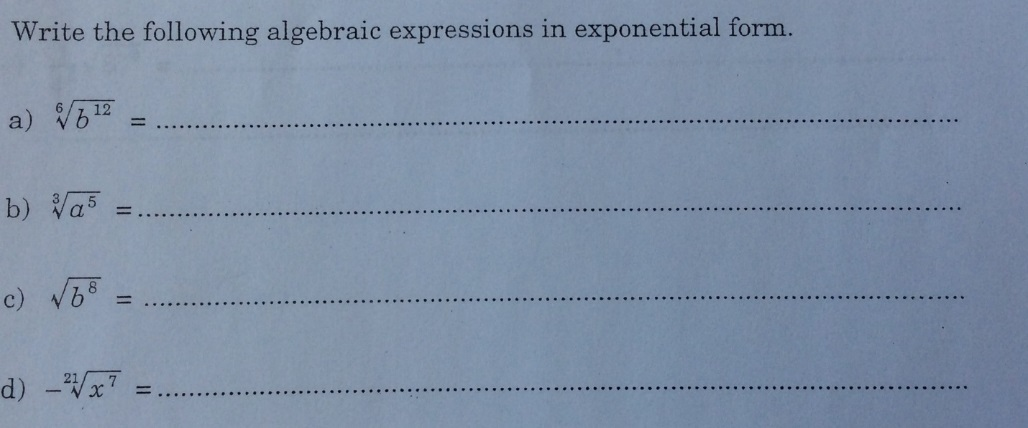 Write the following algebraic expressions in exponential form.
a) ⁶√b¹² = ........................................................
b) ³√a⁵ = ........................................................
c) √b⁸ = ........................................................
d) −²¹√x⁷ = ........................................................